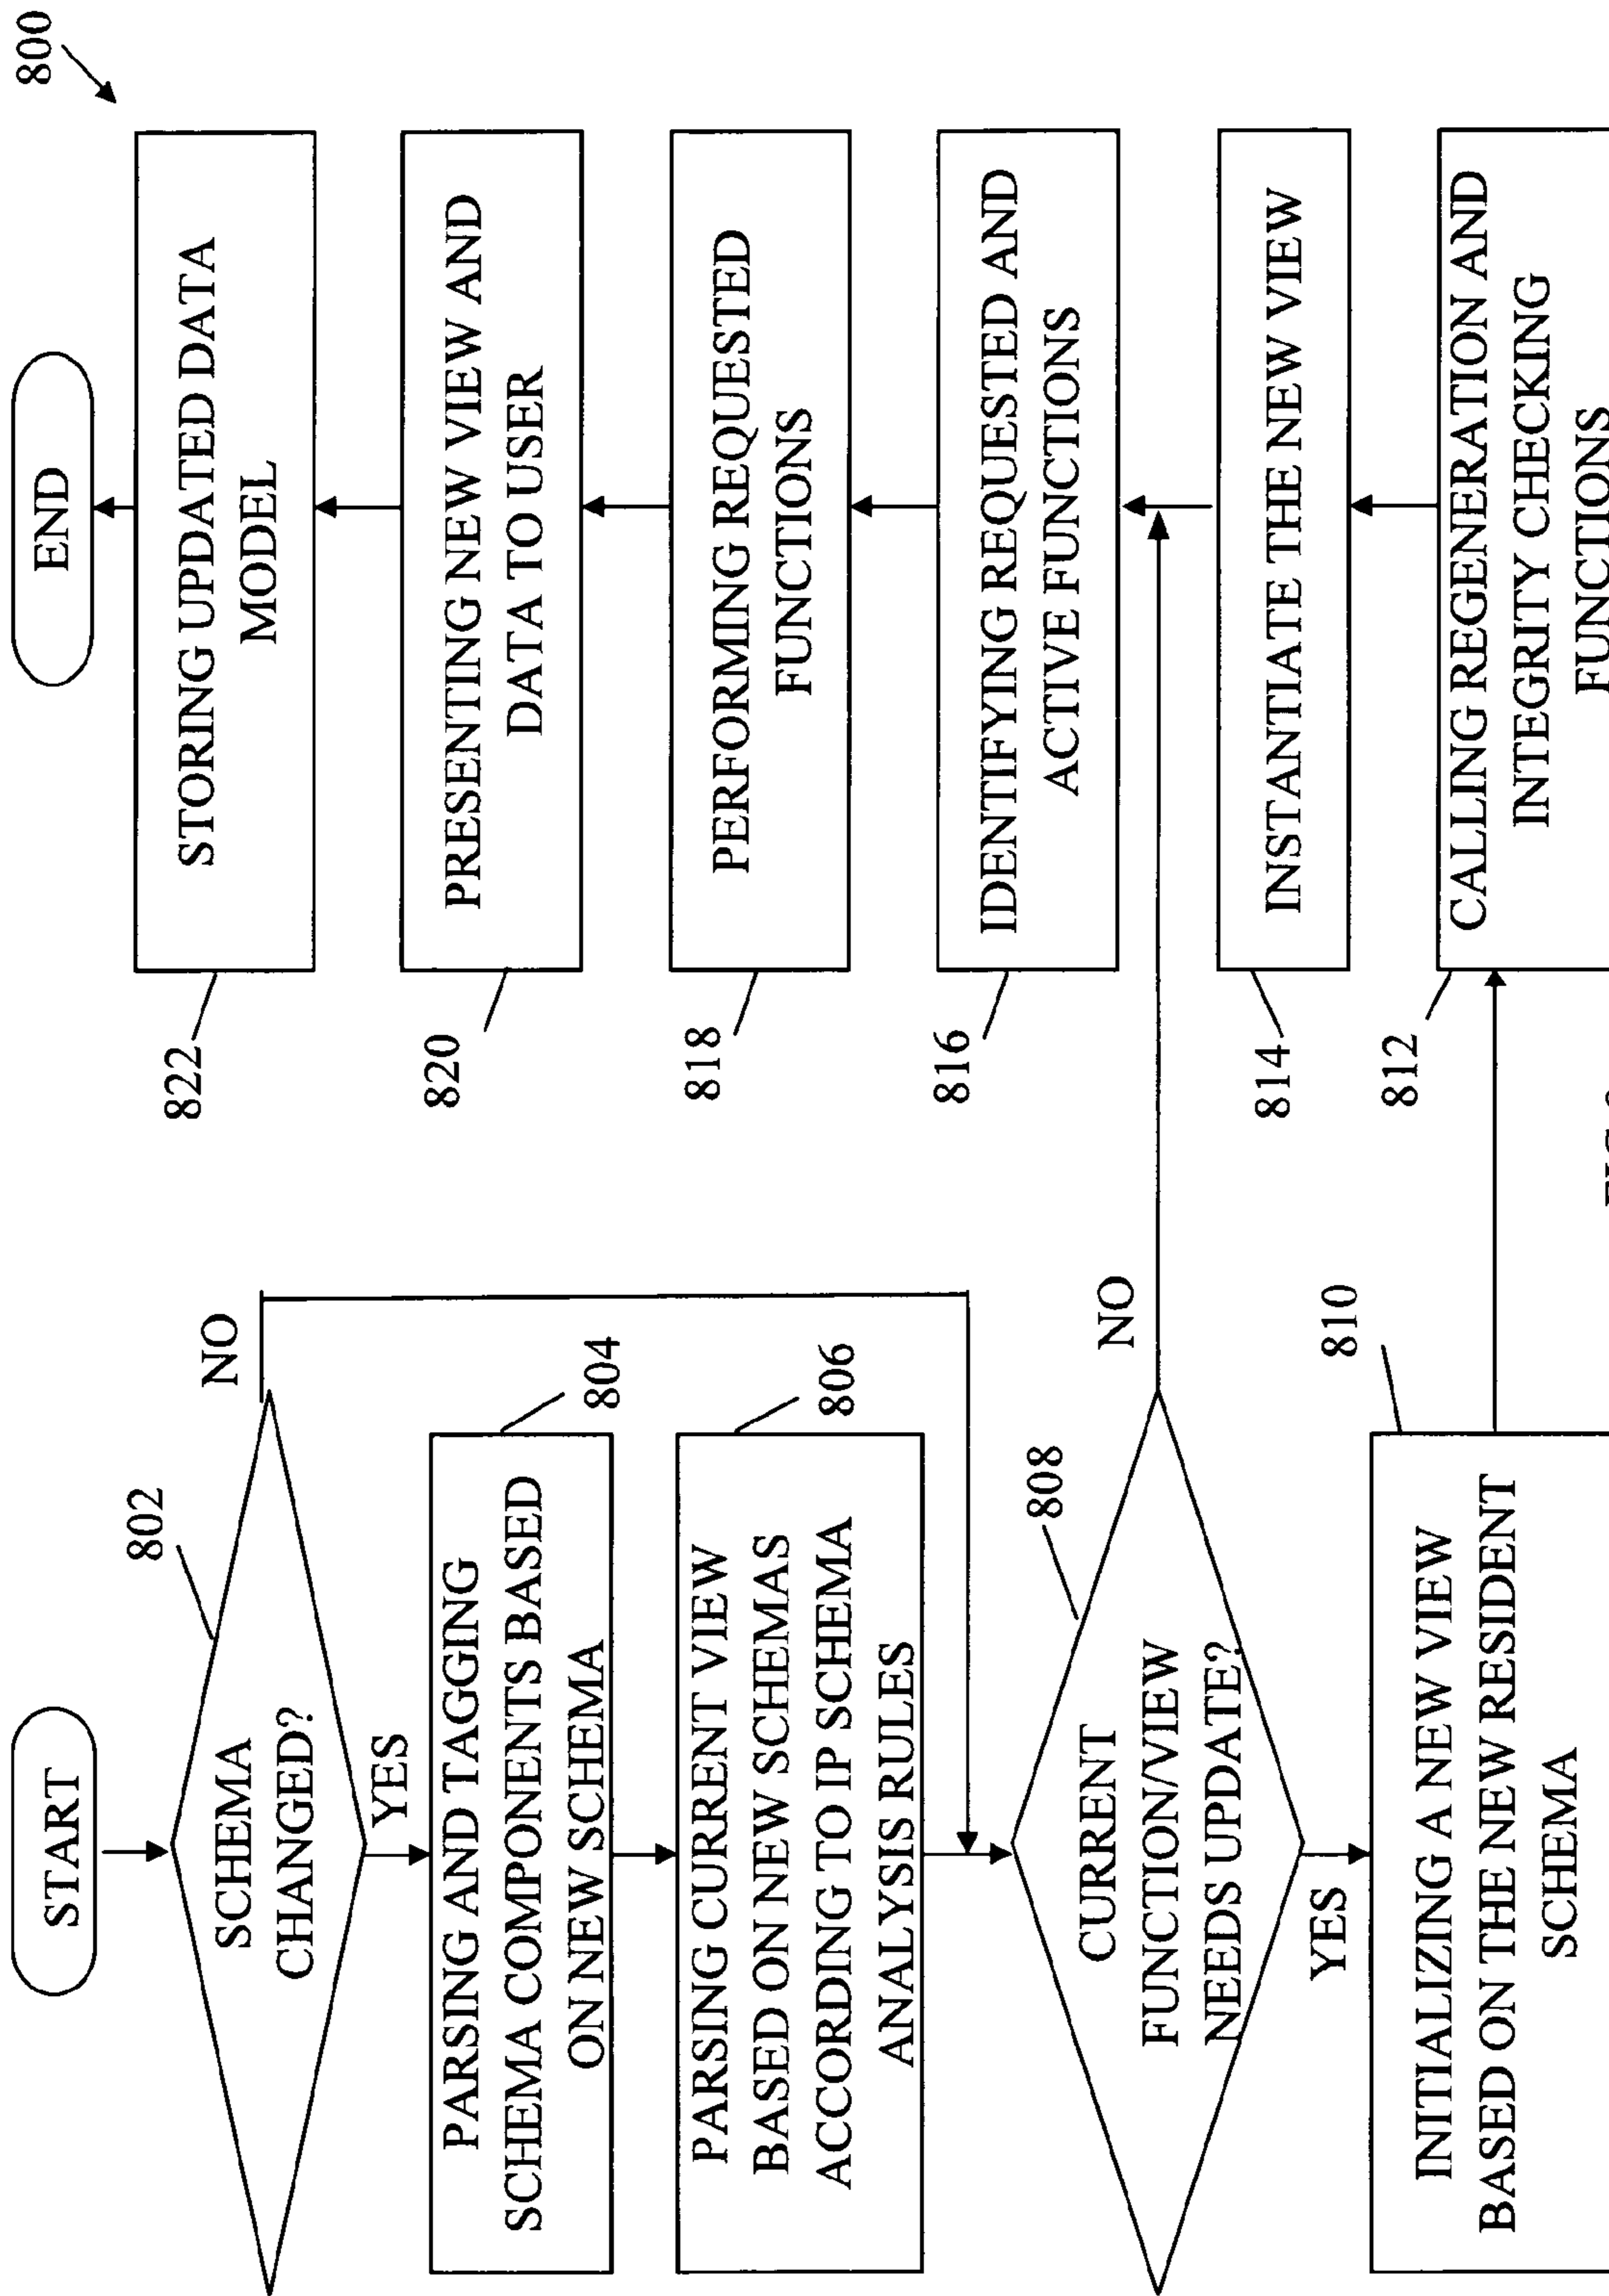 800
START
802
SCHEMA
CHANGED?
NO
YES
PARSING AND TAGGING
SCHEMA COMPONENTS BASED
ON NEW SCHEMA
804
PARSING CURRENT VIEW
BASED ON NEW SCHEMAS
ACCORDING TO IP SCHEMA
ANALYSIS RULES
806
808
CURRENT
FUNCTION/VIEW
NEEDS UPDATE?
NO
YES
810
INITIALIZING A NEW VIEW
BASED ON THE NEW RESIDENT
SCHEMA
END
STORING UPDATED DATA
MODEL
822
PRESENTING NEW VIEW AND
DATA TO USER
820
PERFORMING REQUESTED
FUNCTIONS
818
IDENTIFYING REQUESTED AND
ACTIVE FUNCTIONS
816
INSTANTIATE THE NEW VIEW
814
CALLING REGENERATION AND
INTEGRITY CHECKING
FUNCTIONS
812